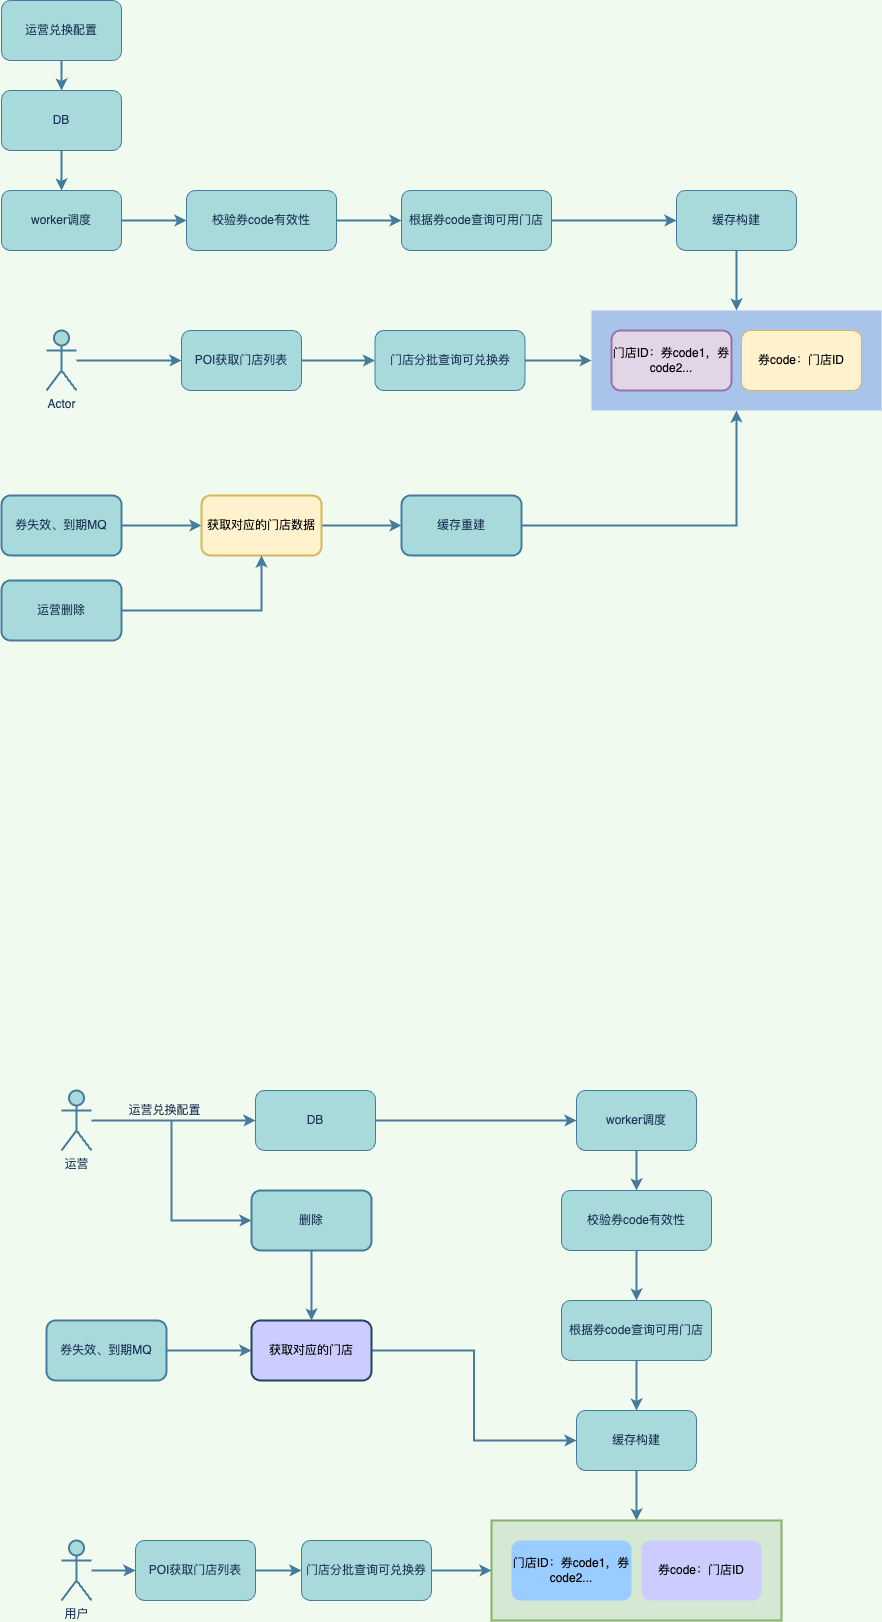 运营兑换配置
DB
worker调度
校验券code有效性
根据券code查询可用门店
缓存构建
Actor
POI获取门店列表
门店分批查询可兑换券
门店ID：券code1，券
code2...
券code：门店ID
券失效、到期MQ
获取对应的门店数据
缓存重建
运营删除
运营
运营兑换配置
DB
worker调度
删除
校验券code有效性
券失效、到期MQ
获取对应的门店
根据券code查询可用门店
缓存构建
用户
POI获取门店列表
门店分批查询可兑换券
门店ID：券code1，券
code2...
券code：门店ID